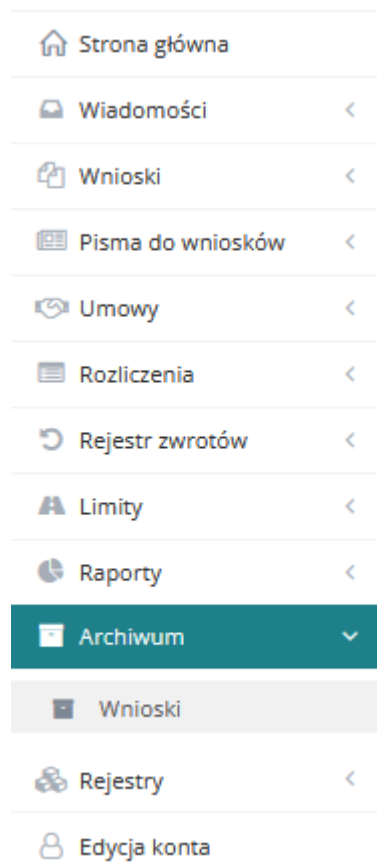 Strona główna
Wiadomości
Wnioski
Pisma do wniosków
Umowy
Rozliczenia
Rejestr zwrotów
Limity
Raporty
Archiwum
Wnioski
Rejestry
Edycja konta